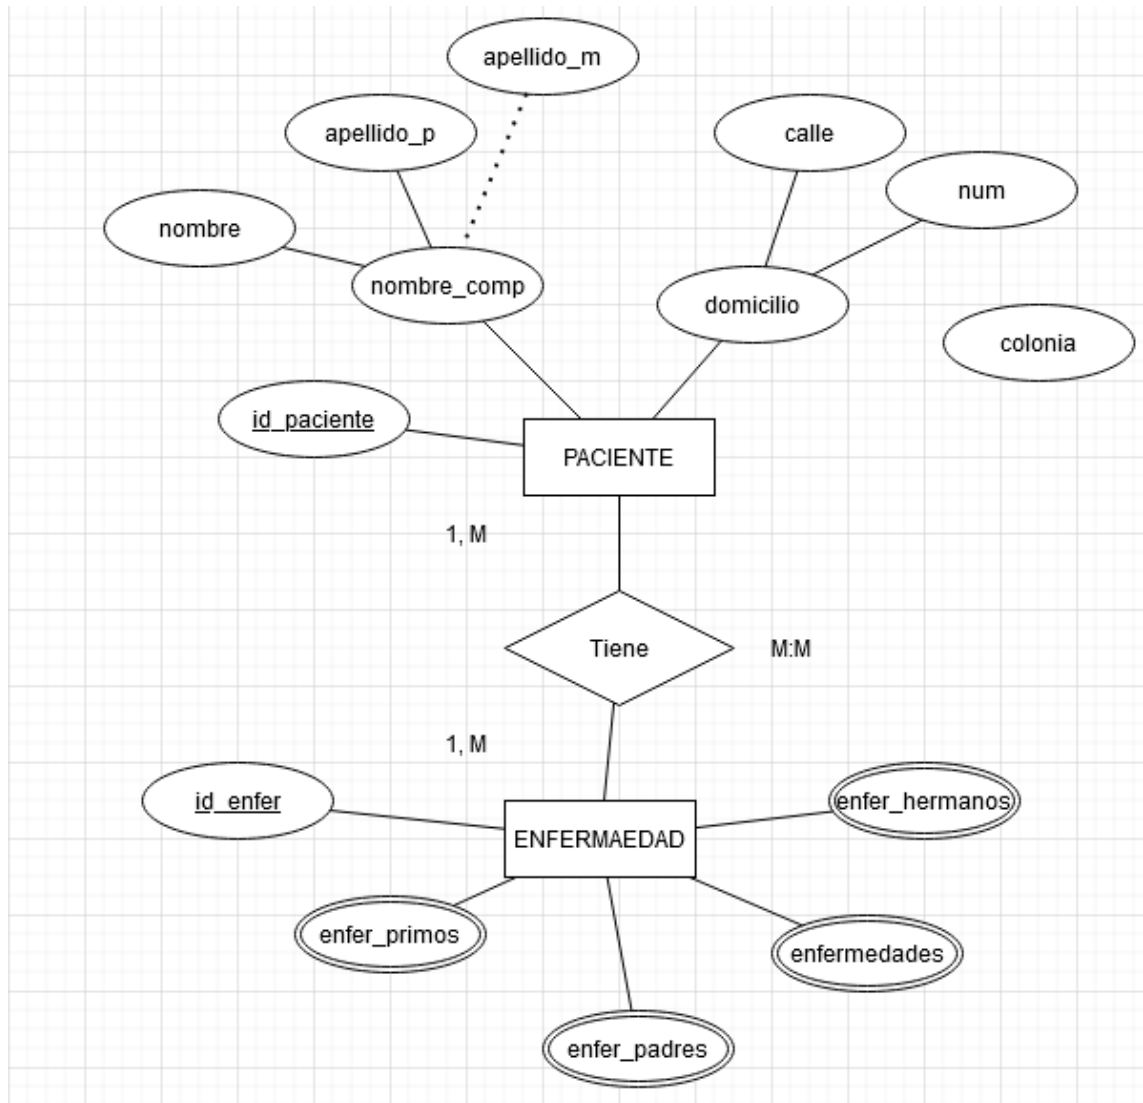 apellido_m
apellido_p
calle
num
nombre
nombre_comp
domicilio
colonia
id_paciente
PACIENTE
1, M
Tiene
M:M
1, M
id_enfer
enfer_hermanos
ENFERMAEDAD
enfer_primos
enfermedades
enfer_padres